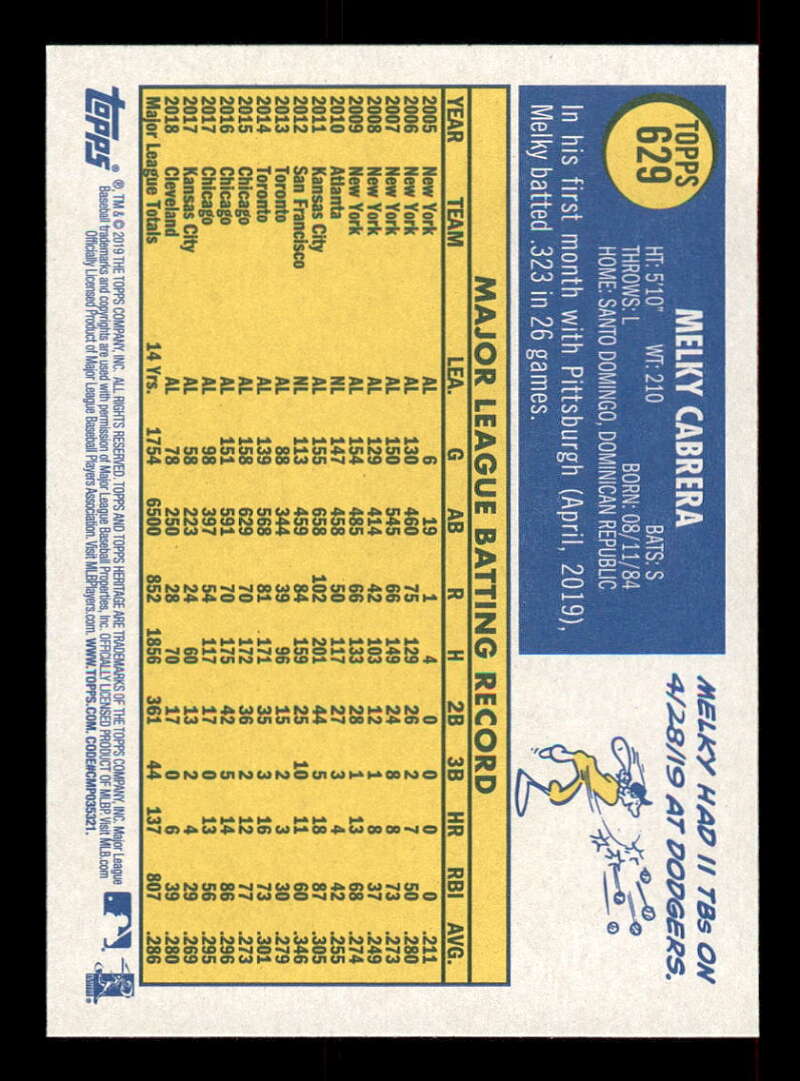 TOPPS
629
MELKY CABRERA
HT: 5'10" WT: 210 BATS: S
THROWS: L BORN: 08/11/84
HOME: SANTO DOMINGO, DOMINICAN REPUBLIC
In his first month with Pittsburgh (April, 2019),
Melky batted .323 in 26 games.
MELKY HAD 11 TBs ON
4/28/19 AT DODGERS.
MAJOR LEAGUE BATTING RECORD
YEAR TEAM LEA. G AB R H 2B 3B HR RBI AVG.
2005 New York AL 6 19 1 4 0 0 0 0 .211
2006 New York AL 130 460 75 129 26 2 7 50 .280
2007 New York AL 150 545 66 149 24 8 8 73 .273
2008 New York AL 129 414 42 103 12 1 8 37 .249
2009 New York AL 154 485 66 133 28 1 13 68 .274
2010 Atlanta NL 147 458 50 117 27 3 4 42 .255
2011 Kansas City AL 155 658 102 201 44 5 18 87 .305
2012 San Francisco NL 113 459 84 159 25 10 11 60 .346
2013 Toronto AL 88 344 39 96 15 2 3 30 .279
2014 Toronto AL 139 568 81 .171 35 3 16 73 .301
2015 Chicago AL 158 629 70 172 36 2 12 77 .273
2016 Chicago AL 151 591 70 175 42 5 14 86 .296
2017 Chicago AL 98 397 54 117 17 2 13 56 .295
2017 Kansas City AL 58 223 24 60 13 0 4 29 .269
2018 Cleveland AL 78 250 28 70 17 0 6 39 .280
Major League Totals 14 Yrs. 1754 6500 852 1856 361 44 137 807 .286
topps ®, TM & © 2019 THE TOPPS COMPANY, INC. ALL RIGHTS RESERVED. TOPPS AND TOPPS HERITAGE ARE TRADEMARKS OF THE TOPPS COMPANY, INC. Major League
Baseball trademarks and copyrights are used with permission of Major League Baseball Properties, Inc. OFFICIALLY LICENSED PRODUCT OF MLBP. Visit MLB.com
Officially Licensed Product of Major League Baseball Players Association. Visit MLBPlayers.com. WWW.TOPPS.COM. CODE#CMP035321.